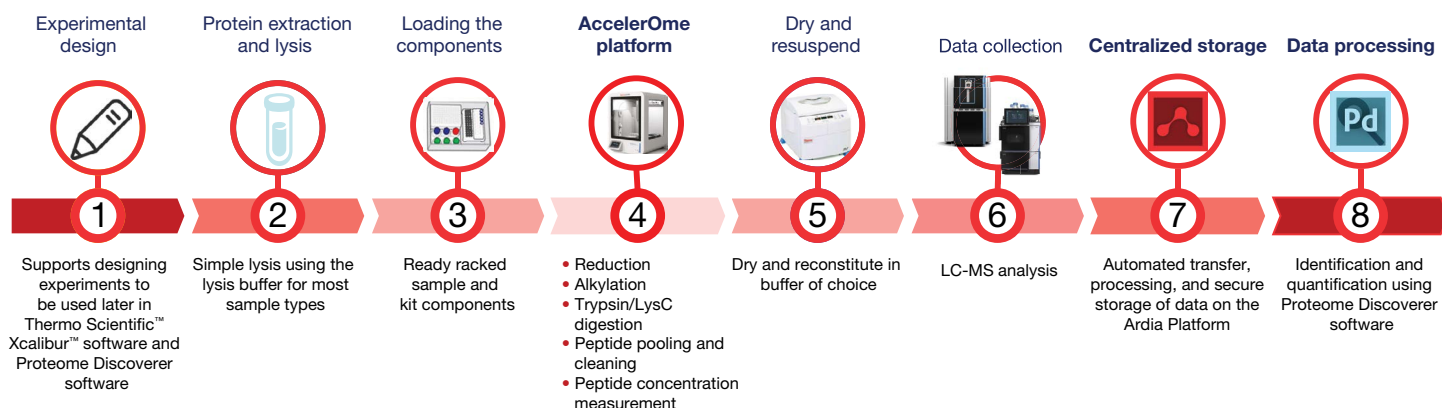 Experimental
design
Protein extraction
and lysis
Loading the
components
AccelerOme
platform
Dry and
resuspend
Data collection
Centralized storage
Data processing
Pd
1
2
3
4
5
6
7
8
Supports designing
experiments to
be used later in
Thermo Scientific™
Xcalibur™ software and
Proteome Discoverer
software
Simple lysis using the
lysis buffer for most
sample types
Ready racked
sample and
kit components
• Reduction
• Alkylation
• Trypsin/LysC
digestion
• Peptide pooling and
cleaning
• Peptide concentration
measurement
Dry and reconstitute in
buffer of choice
LC-MS analysis
Automated transfer,
processing, and secure
storage of data on the
Ardia Platform
Identification and
quantification using
Proteome Discoverer
software